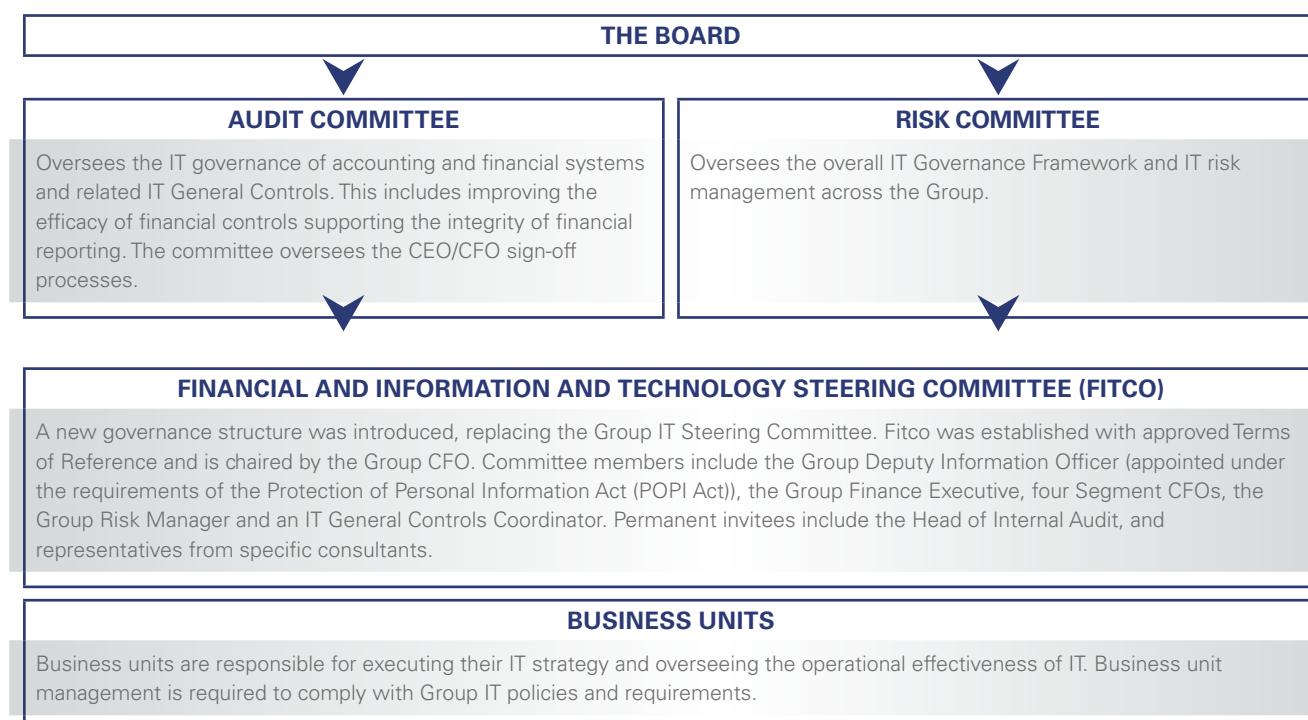 THE BOARD
AUDIT COMMITTEE
Oversees the IT governance of accounting and financial systems
and related IT General Controls. This includes improving the
efficacy of financial controls supporting the integrity of financial
reporting. The committee oversees the CEO/CFO sign-off
processes.
RISK COMMITTEE
Oversees the overall IT Governance Framework and IT risk
management across the Group.
FINANCIAL AND INFORMATION AND TECHNOLOGY STEERING COMMITTEE (FITCO)
A new governance structure was introduced, replacing the Group IT Steering Committee. Fitco was established with approved Terms
of Reference and is chaired by the Group CFO. Committee members include the Group Deputy Information Officer (appointed under
the requirements of the Protection of Personal Information Act (POPI Act)), the Group Finance Executive, four Segment CFOs, the
Group Risk Manager and an IT General Controls Coordinator. Permanent invitees include the Head of Internal Audit, and
representatives from specific consultants.
BUSINESS UNITS
Business units are responsible for executing their IT strategy and overseeing the operational effectiveness of IT. Business unit
management is required to comply with Group IT policies and requirements.